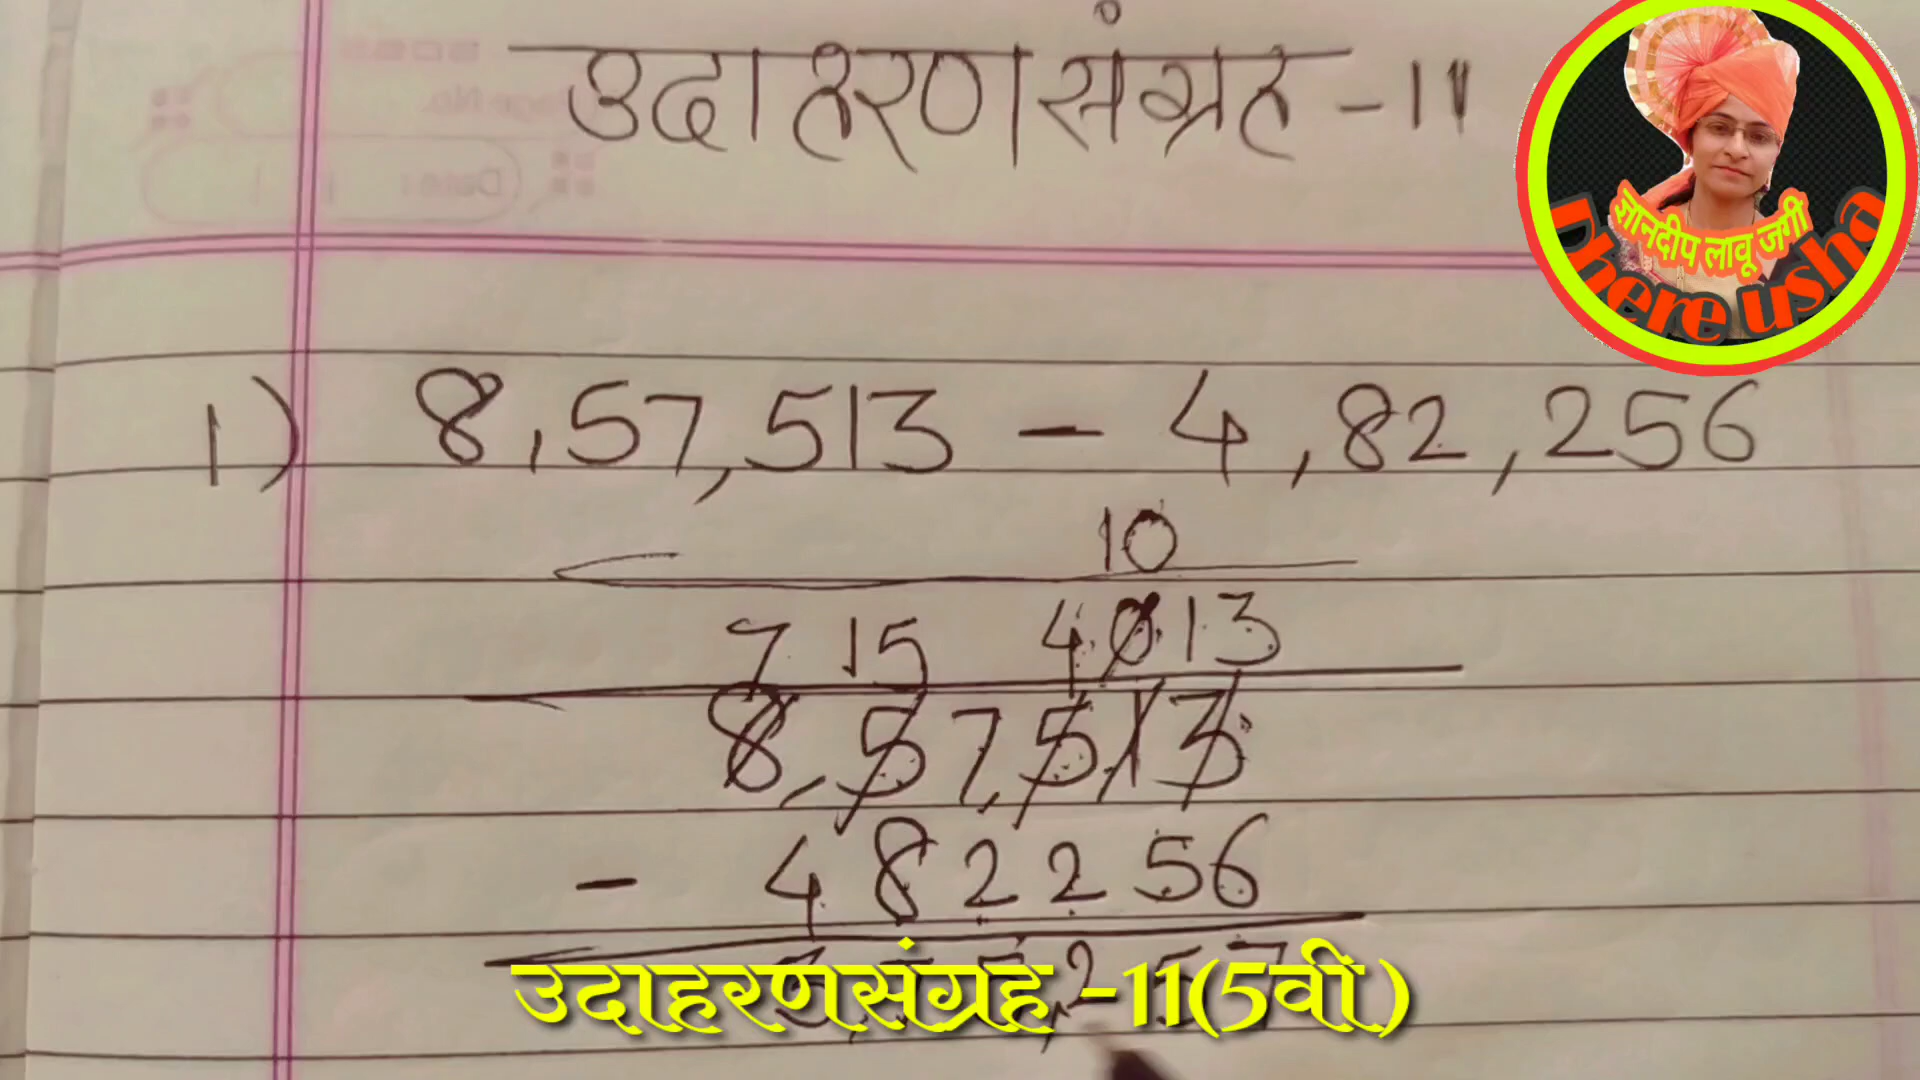 उदाहरणसंग्रह - 11
1) 8,57,513 - 4,82,256
10
7 15 4 0 13
8,57,513
- 4 8 2 2 5 6
उदाहरणसंग्रह -11(5वी)
ज्ञानदीप लावू जगी
Dhere usha